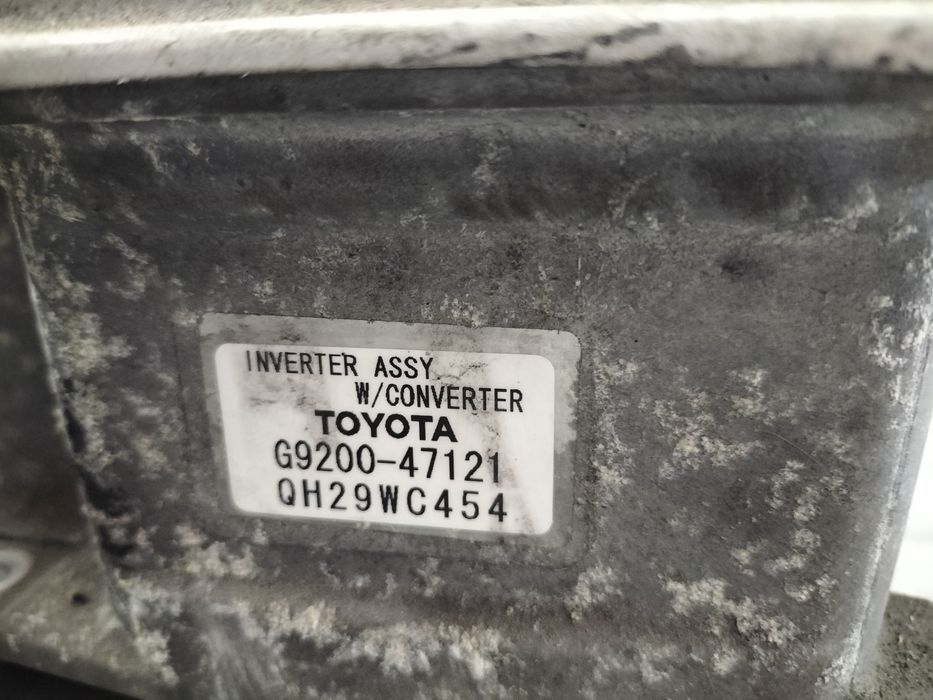 INVERTER ASSY
W/CONVERTER
TOYOTA
G9200-47121
QH29WC454